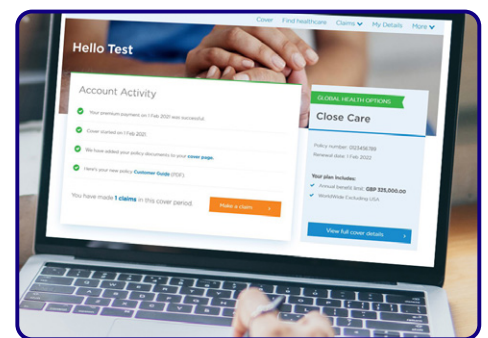 Cover Find healthcare Claims My Details More
Hello Test
Account Activity
Your premium payment on 1 Feb 2021 was successful.
Cover started on 1 Feb 2021.
We have added your policy documents to your cover page.
Here's your new policy Customer Guide (PDF).
You have made 1 claims in this cover period.
Make a claim
GLOBAL HEALTH OPTIONS
Close Care
Policy number: 0123456789
Renewal date: 1 Feb 2022
Your plan includes:
Annual benefit limit: GBP 325,000.00
WorldWide Excluding USA
View full cover details